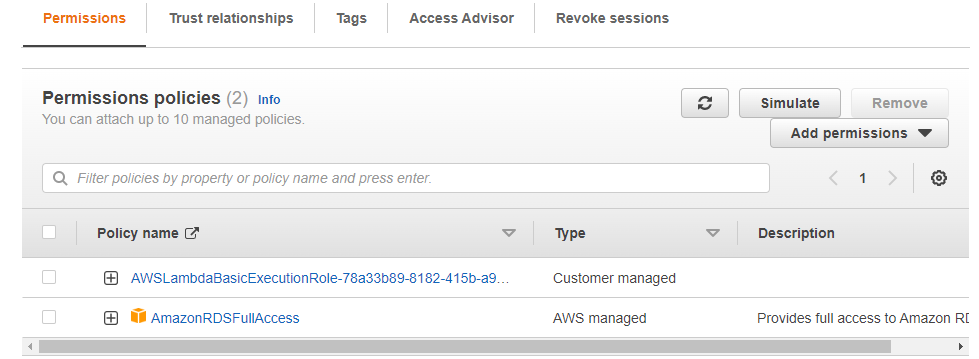 Permissions Trust relationships Tags Access Advisor Revoke sessions
Permissions policies (2) Info
You can attach up to 10 managed policies.
Simulate Remove
Add permissions
Filter policies by property or policy name and press enter.
1
Policy name Type Description
AWSLambdaBasicExecutionRole-78a33b89-8182-415b-a9... Customer managed
AmazonRDSFullAccess AWS managed Provides full access to Amazon RD